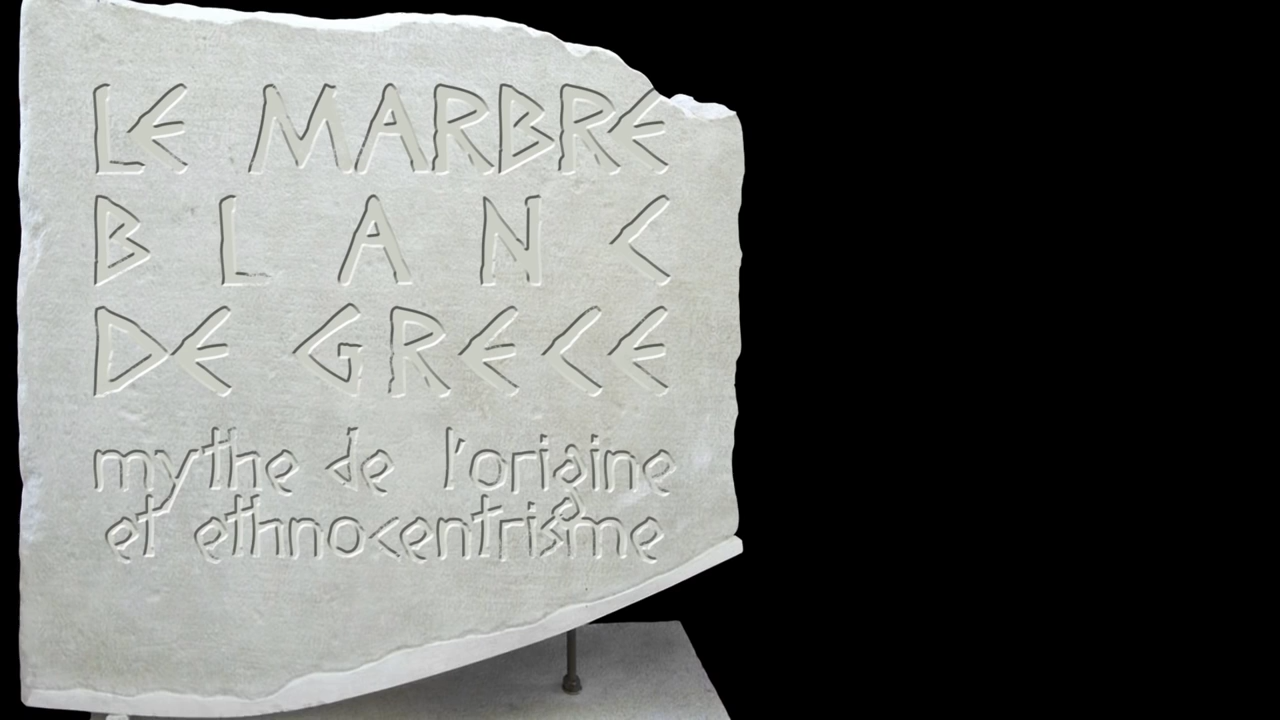 LE MARBRE
BLANC
DE GRECE
mythe de l'origine
et ethnocentrisme